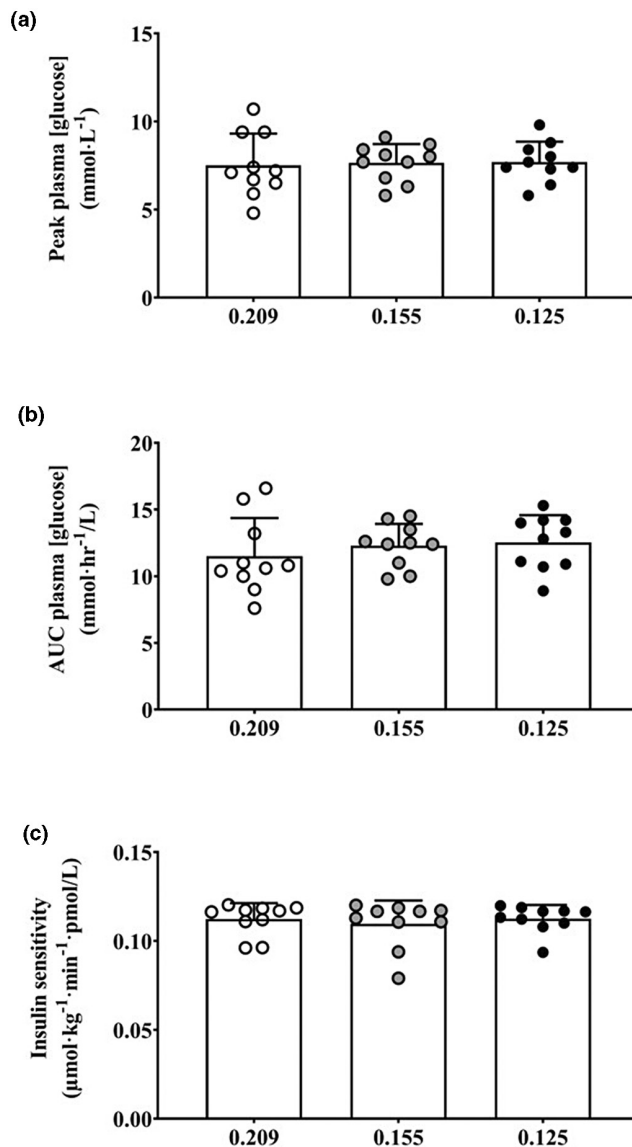 (a)
Peak plasma [glucose]
(mmol·L⁻¹)
15
10
5
0
0.209 0.155 0.125
(b)
AUC plasma [glucose]
(mmol·hr⁻¹/L)
20
15
10
5
0
0.209 0.155 0.125
(c)
Insulin sensitivity
(μmol·kg⁻¹·min⁻¹·pmol/L)
0.15
0.10
0.05
0.00
0.209 0.155 0.125